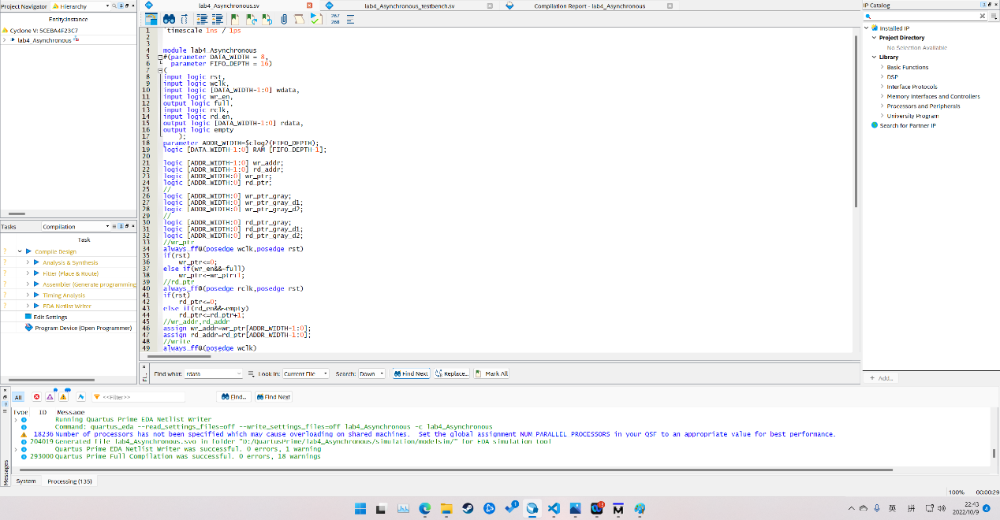 Project Navigator Hierarchy
Entity:Instance
Cyclone V: 5CEBA4F23C7
lab4_Asynchronous
Tasks Compilation
Task
? Compile Design
? Analysis & Synthesis
? Fitter (Place & Route)
? Assembler (Generate programming
? Timing Analysis
? EDA Netlist Writer
Edit Settings
Program Device (Open Programmer)
lab4_Asynchronous.sv lab4_Asynchronous_testbench.sv Compilation Report - lab4_Asynchronous
267
268
1 `timescale 1ns / 1ps
2
3
4 module lab4_Asynchronous
5 #(parameter DATA_WIDTH = 8,
6 parameter FIFO_DEPTH = 16)
7 (
8 input logic rst,
9 input logic wclk,
10 input logic [DATA_WIDTH-1:0] wdata,
11 input logic wr_en,
12 output logic full,
13 input logic rclk,
14 input logic rd_en,
15 output logic [DATA_WIDTH-1:0] rdata,
16 output logic empty
17 );
18 parameter ADDR_WIDTH=$clog2(FIFO_DEPTH);
19 logic [DATA_WIDTH-1:0] RAM [FIFO_DEPTH-1];
20
21 logic [ADDR_WIDTH-1:0] wr_addr;
22 logic [ADDR_WIDTH-1:0] rd_addr;
23 logic [ADDR_WIDTH:0] wr_ptr;
24 logic [ADDR_WIDTH:0] rd_ptr;
25 //
26 logic [ADDR_WIDTH:0] wr_ptr_gray;
27 logic [ADDR_WIDTH:0] wr_ptr_gray_d1;
28 logic [ADDR_WIDTH:0] wr_ptr_gray_d2;
29 //
30 logic [ADDR_WIDTH:0] rd_ptr_gray;
31 logic [ADDR_WIDTH:0] rd_ptr_gray_d1;
32 logic [ADDR_WIDTH:0] rd_ptr_gray_d2;
33 //wr_ptr
34 always_ff@(posedge wclk,posedge rst)
35 if(rst)
36 wr_ptr<=0;
37 else if(wr_en&&~full)
38 wr_ptr<=wr_ptr+1;
39 //rd_ptr
40 always_ff@(posedge rclk,posedge rst)
41 if(rst)
42 rd_ptr<=0;
43 else if(rd_en&&~empty)
44 rd_ptr<=rd_ptr+1;
45 //wr_addr,rd_addr
46 assign wr_addr=wr_ptr[ADDR_WIDTH-1:0];
47 assign rd_addr=rd_ptr[ADDR_WIDTH-1:0];
48 //write
49 always_ff@(posedge wclk)
Find what: rdata Look in: Current File Search: Down Find Next Replace... Mark All
IP Catalog
Installed IP
Project Directory
No Selection Available
Library
Basic Functions
DSP
Interface Protocols
Memory Interfaces and Controllers
Processors and Peripherals
University Program
Search for Partner IP
+ Add...
All <<Filter>> Find... Find Next
Type ID Message
Running Quartus Prime EDA Netlist Writer
Command: quartus_eda --read_settings_files=off --write_settings_files=off lab4_Asynchronous -c lab4_Asynchronous
18236 Number of processors has not been specified which may cause overloading on shared machines. Set the global assignment NUM_PARALLEL_PROCESSORS in your QSF to an appropriate value for best performance.
204019 Generated file lab4_Asynchronous.svo in folder "D:/QuartusPrime/lab4_Asynchronous/simulation/modelsim/" for EDA simulation tool
Quartus Prime EDA Netlist Writer was successful. 0 errors, 1 warning
293000 Quartus Prime Full Compilation was successful. 0 errors, 18 warnings
Messages
System Processing (135)
100% 00:00:29
1 13 英 拼 22:43 4
2022/10/9